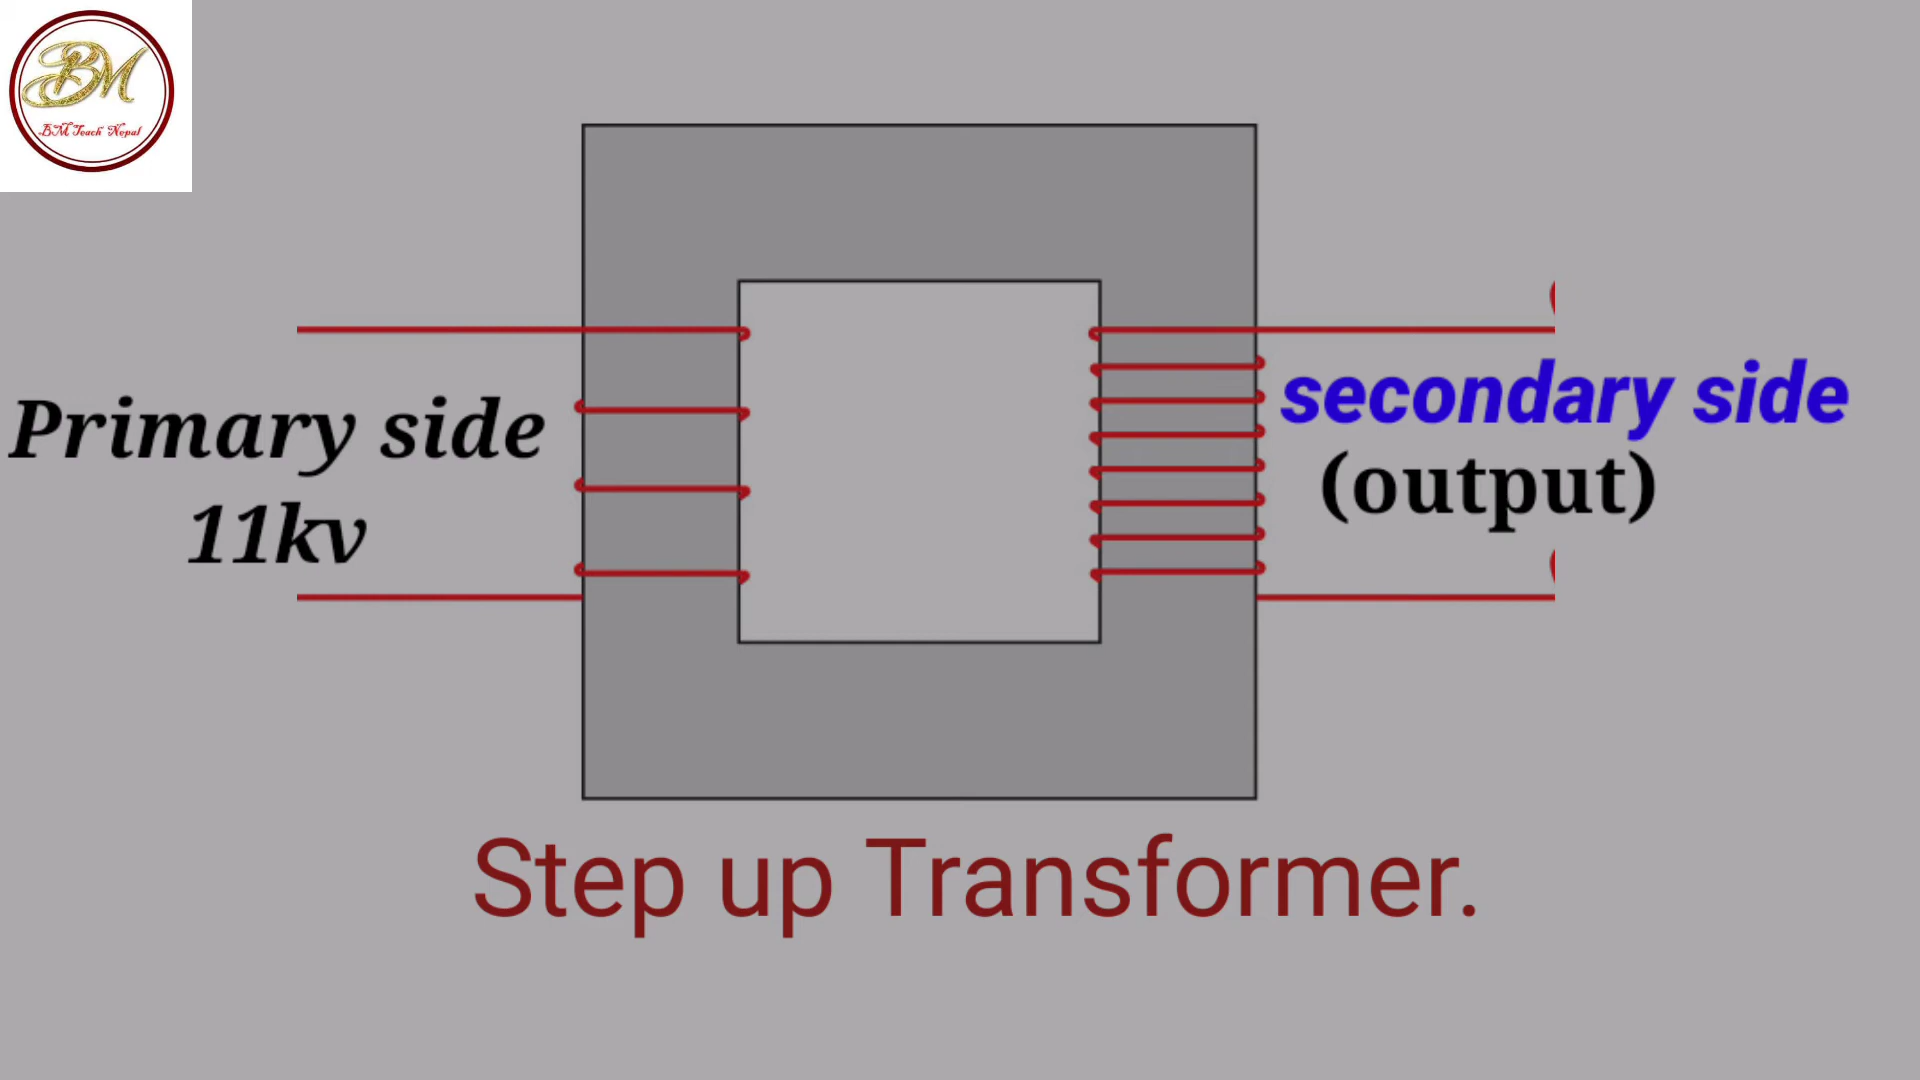 BM
BM Teach Nepal
Primary side
11kv
secondary side
(output)
Step up Transformer.